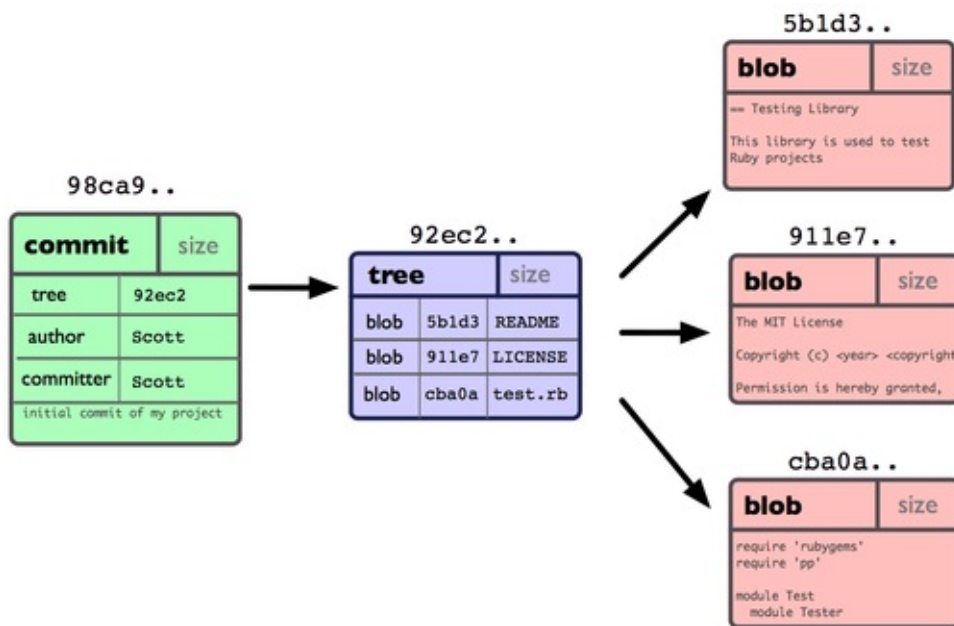 98ca9..
commit size
tree 92ec2
author Scott
committer Scott
initial commit of my project
92ec2..
tree size
blob 5b1d3 README
blob 911e7 LICENSE
blob cba0a test.rb
5b1d3..
blob size
== Testing Library
This library is used to test
Ruby projects
911e7..
blob size
The MIT License
Copyright (c) <year> <copyright
Permission is hereby granted,
cba0a..
blob size
require 'rubygems'
require 'pp'
module Test
module Tester